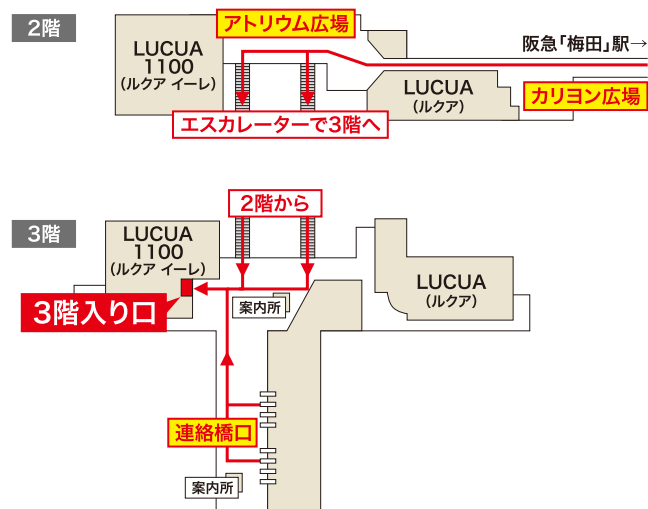 2階
アトリウム広場
LUCUA
1100
(ルクア イーレ)
阪急「梅田」駅→
LUCUA
(ルクア)
カリヨン広場
エスカレーターで3階へ
3階
2階から
LUCUA
1100
(ルクア イーレ)
LUCUA
(ルクア)
案内所
3階入り口
連絡橋口
案内所